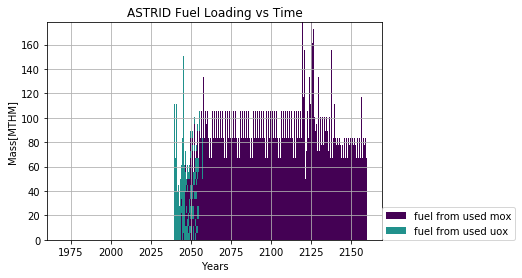 ASTRID Fuel Loading vs Time
Mass[MTHM]
160
140
120
100
80
60
40
20
0
1975 2000 2025 2050 2075 2100 2125 2150
Years
fuel from used mox
fuel from used uox